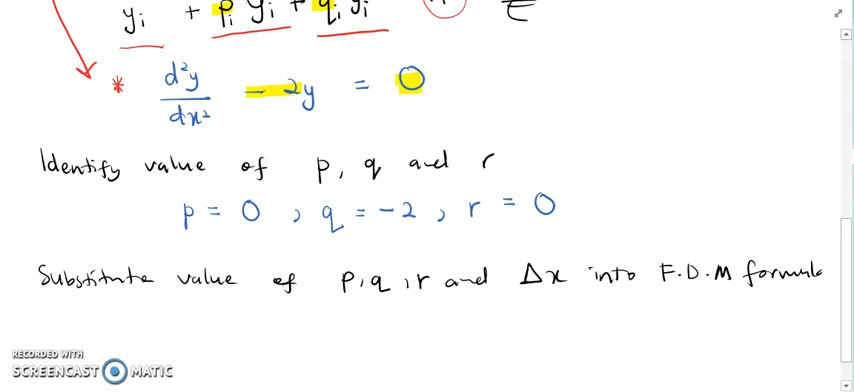 yi + pi yi + qi yi
* d²y/dx² - 2y = 0
Identify value of p, q and r
p = 0 , q = -2 , r = 0
Substitute value of p, q, r and Δx into F.D.M formula
RECORDED WITH
SCREENCAST MATIC